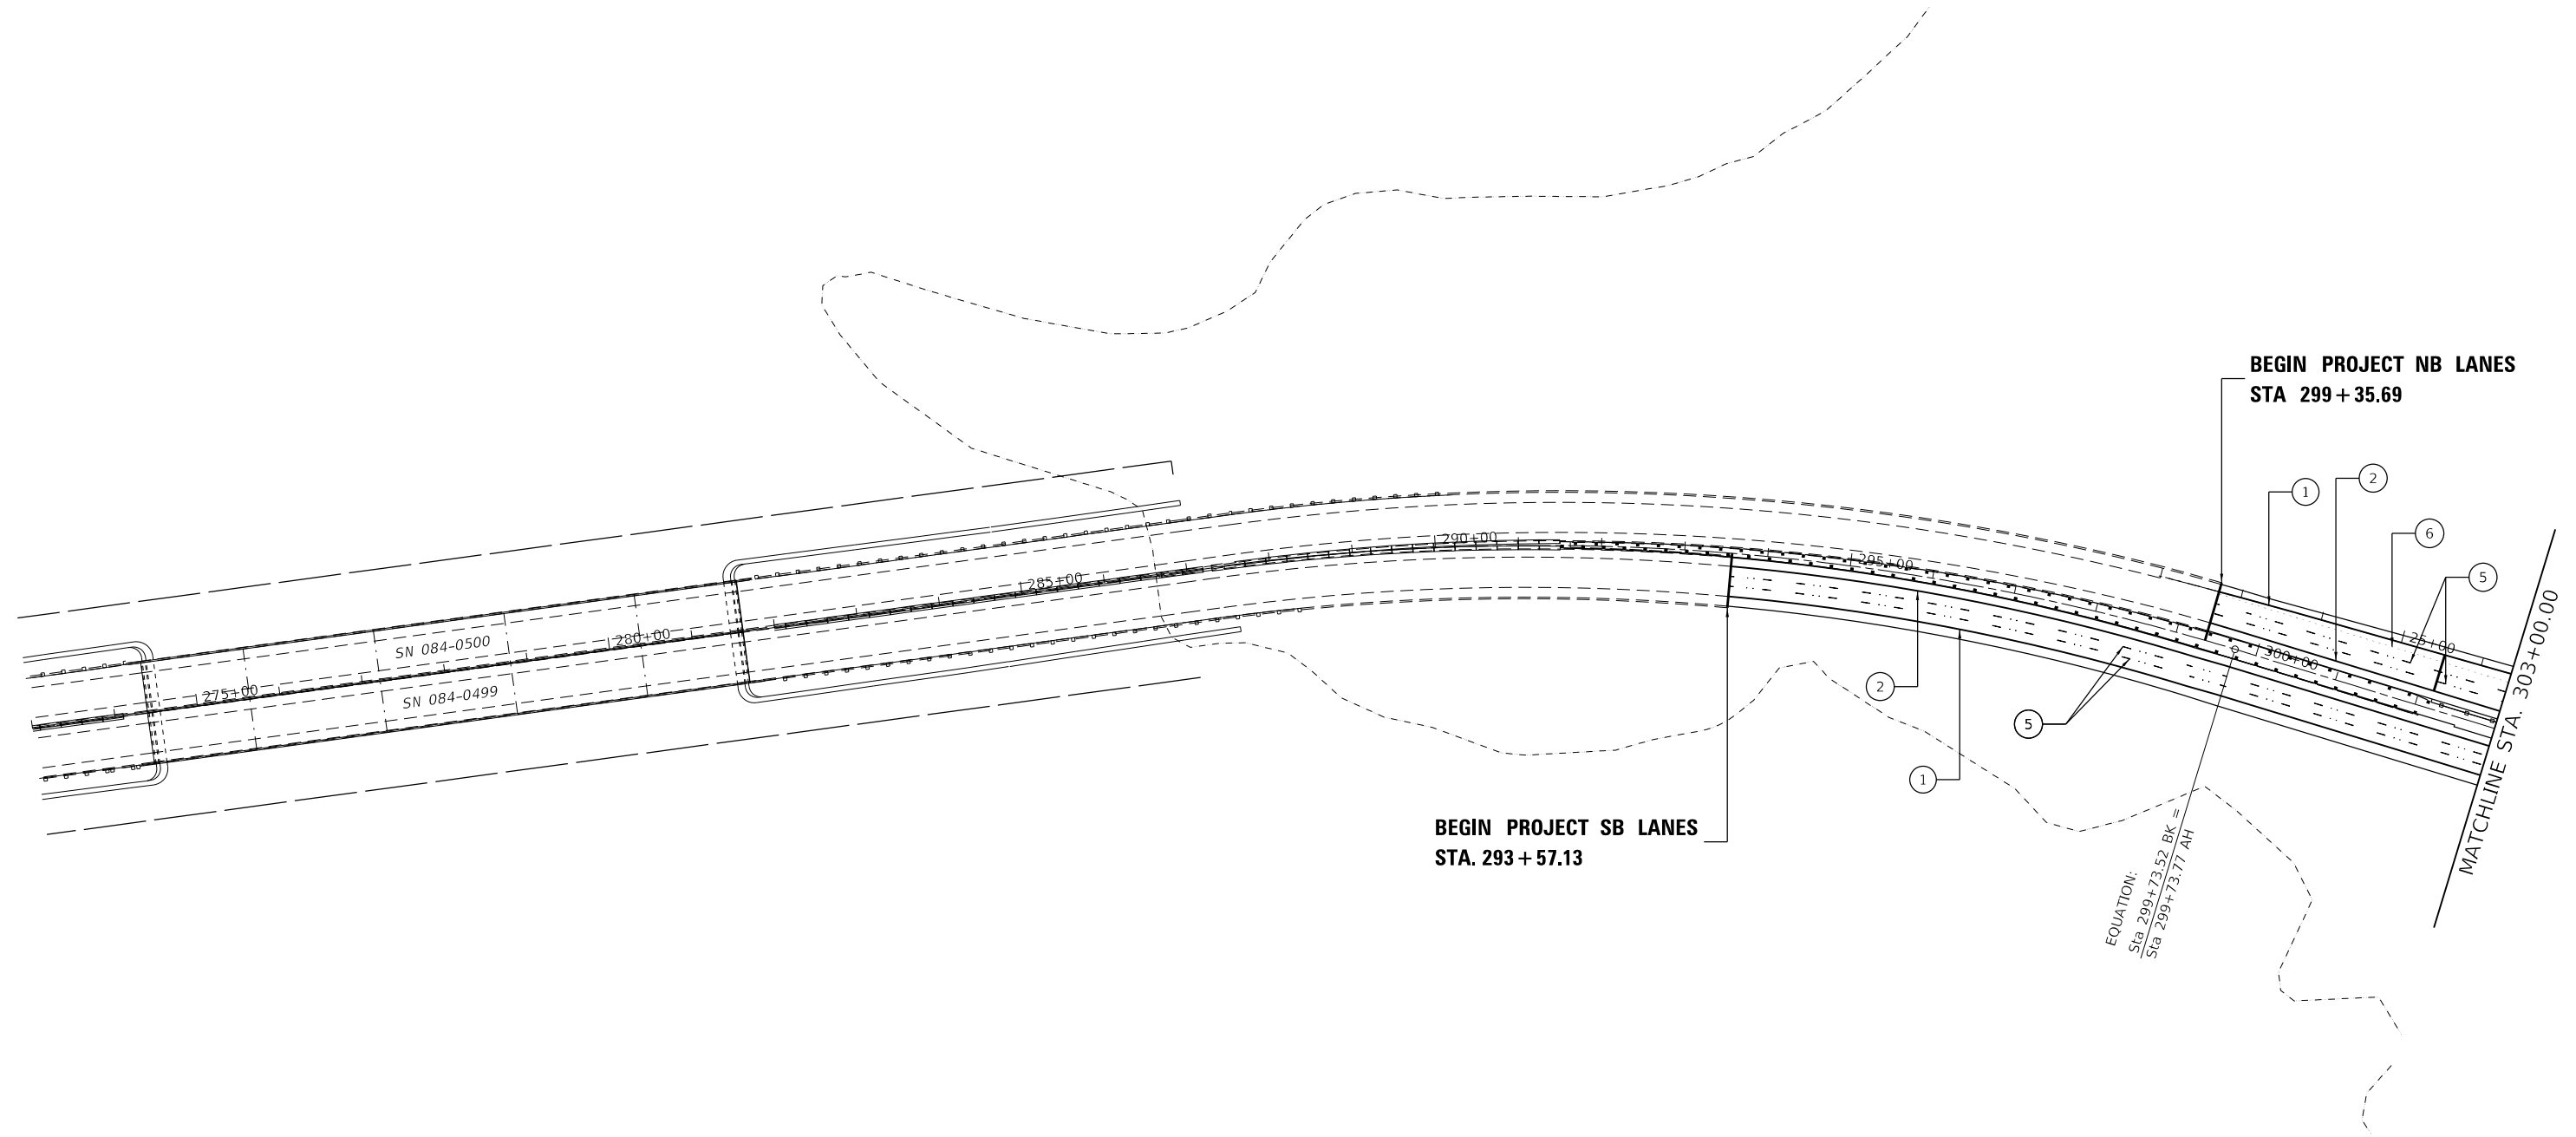 BEGIN PROJECT NB LANES
STA 299+35.69
1
2
6
5
290+00
295+00
285+00
280+00
SN 084-0500
275+00
SN 084-0499
25+00
300+00
2
5
1
BEGIN PROJECT SB LANES
STA. 293+57.13
EQUATION:
Sta 299+73.52 BK =
Sta 299+73.77 AH
MATCHLINE STA. 303+00.00